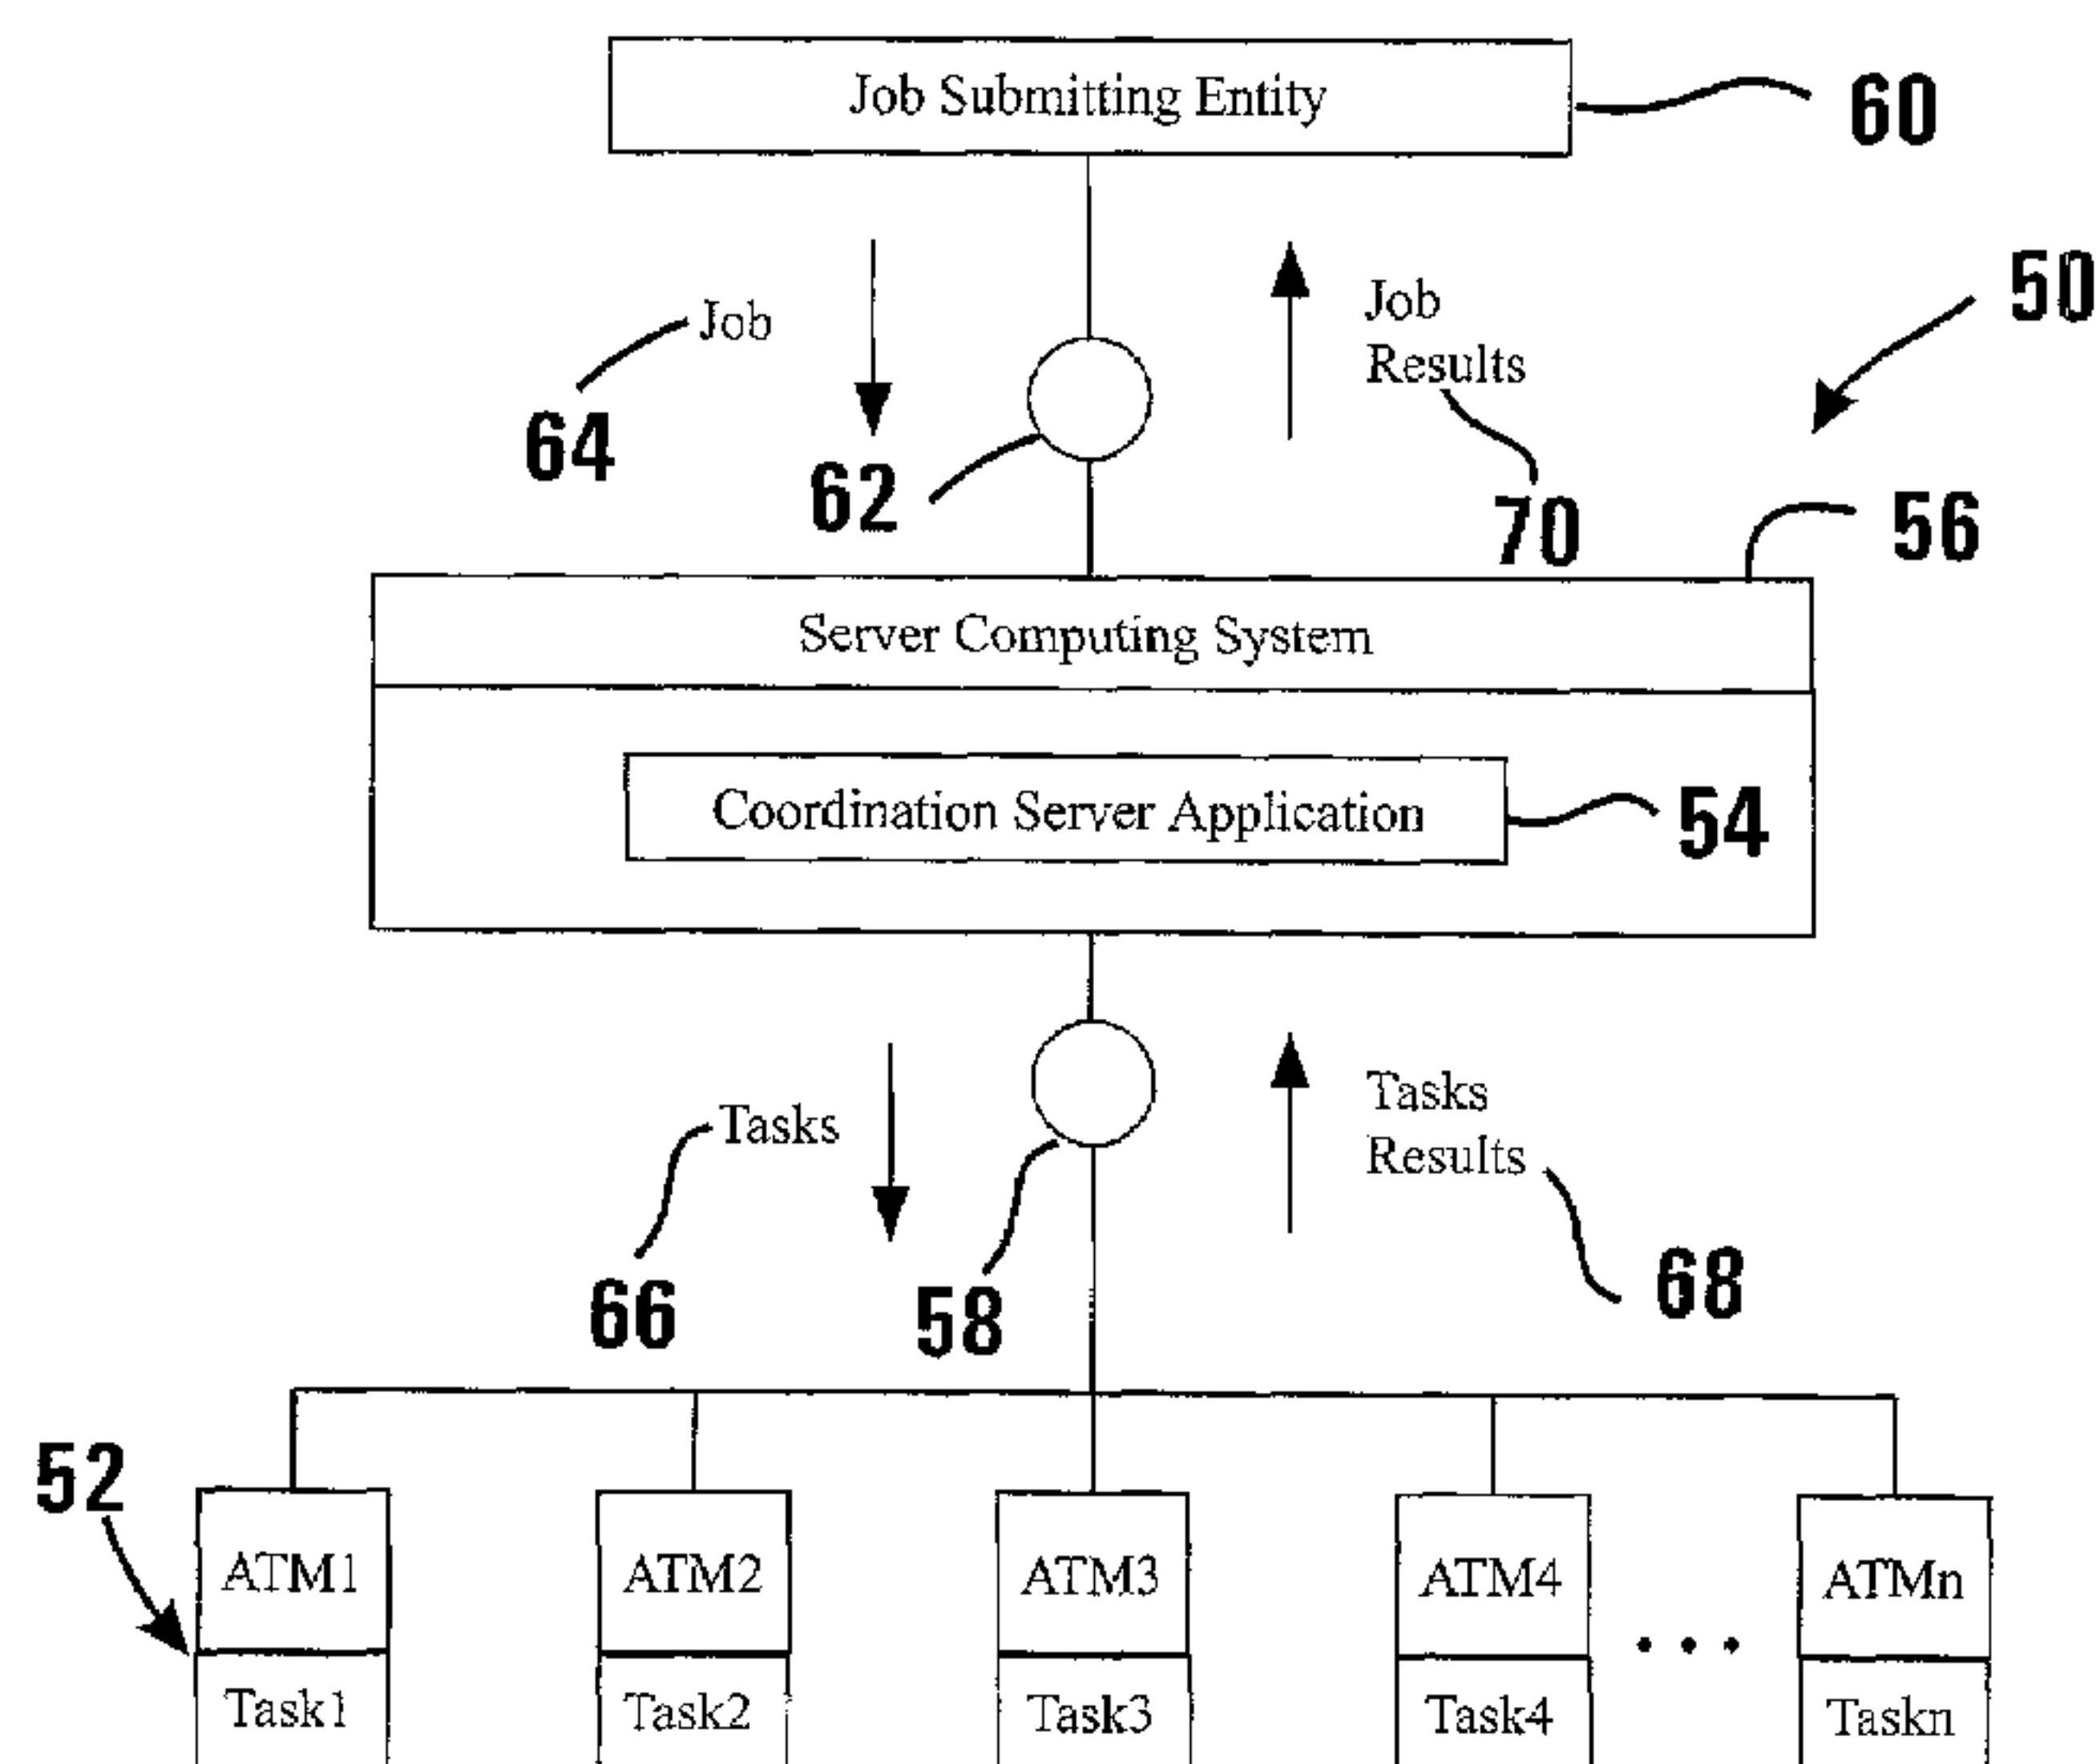 Job Submitting Entity
60
50
Job
Job
Results
64
62
70
56
Server Computing System
Coordination Server Application
54
Tasks
Tasks
Results
66
58
68
52
ATM1 ATM2 ATM3 ATM4 ... ATMn
Task1 Task2 Task3 Task4 Taskn